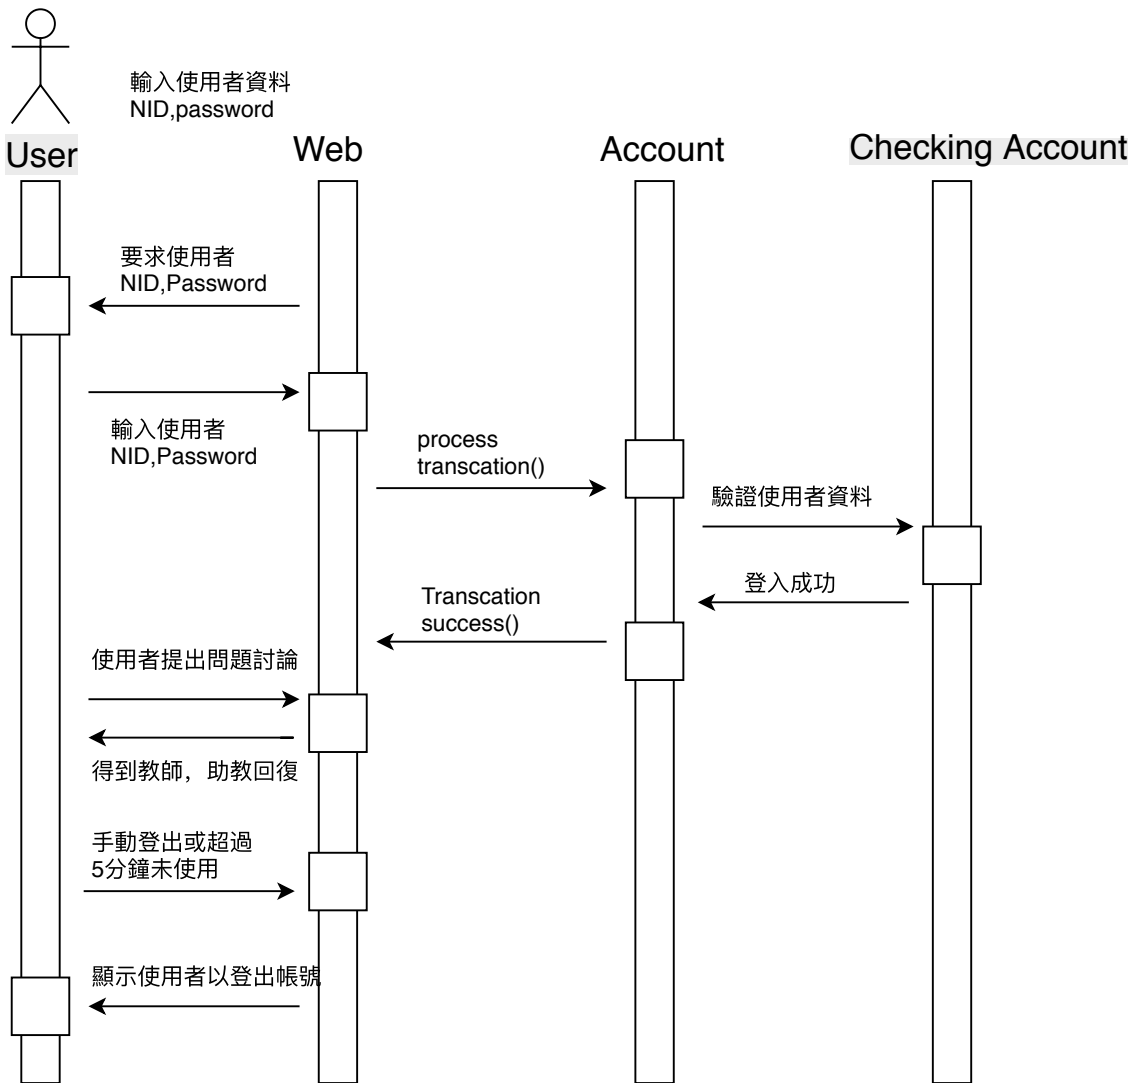 輸入使用者資料
NID,password
User
Web
Account
Checking Account
要求使用者
NID,Password
輸入使用者
NID,Password
process
transcation()
驗證使用者資料
登入成功
Transcation
success()
使用者提出問題討論
得到教師，助教回復
手動登出或超過
5分鐘未使用
顯示使用者以登出帳號